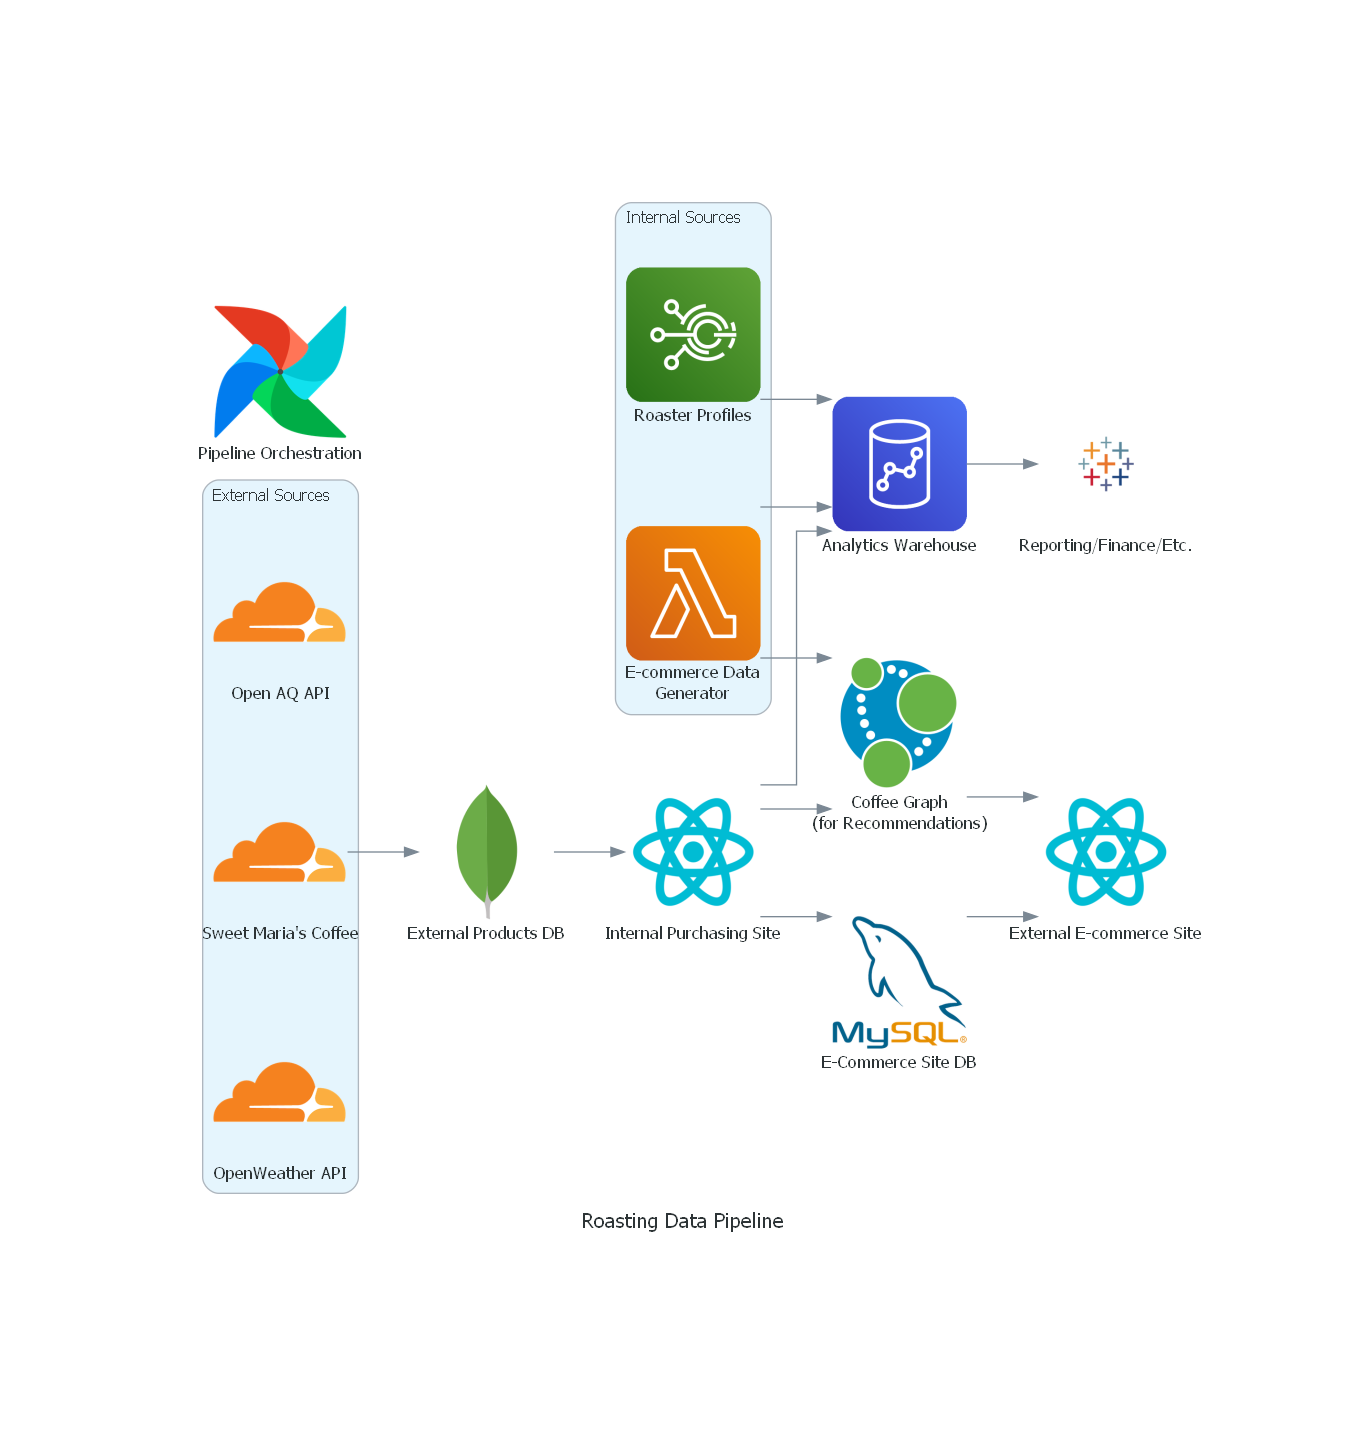 Internal Sources
Roaster Profiles
Pipeline Orchestration
External Sources
Analytics Warehouse
Reporting/Finance/Etc.
E-commerce Data
Generator
Open AQ API
Coffee Graph
(for Recommendations)
Sweet Maria's Coffee
External Products DB
Internal Purchasing Site
External E-commerce Site
MySQL®
E-Commerce Site DB
OpenWeather API
Roasting Data Pipeline